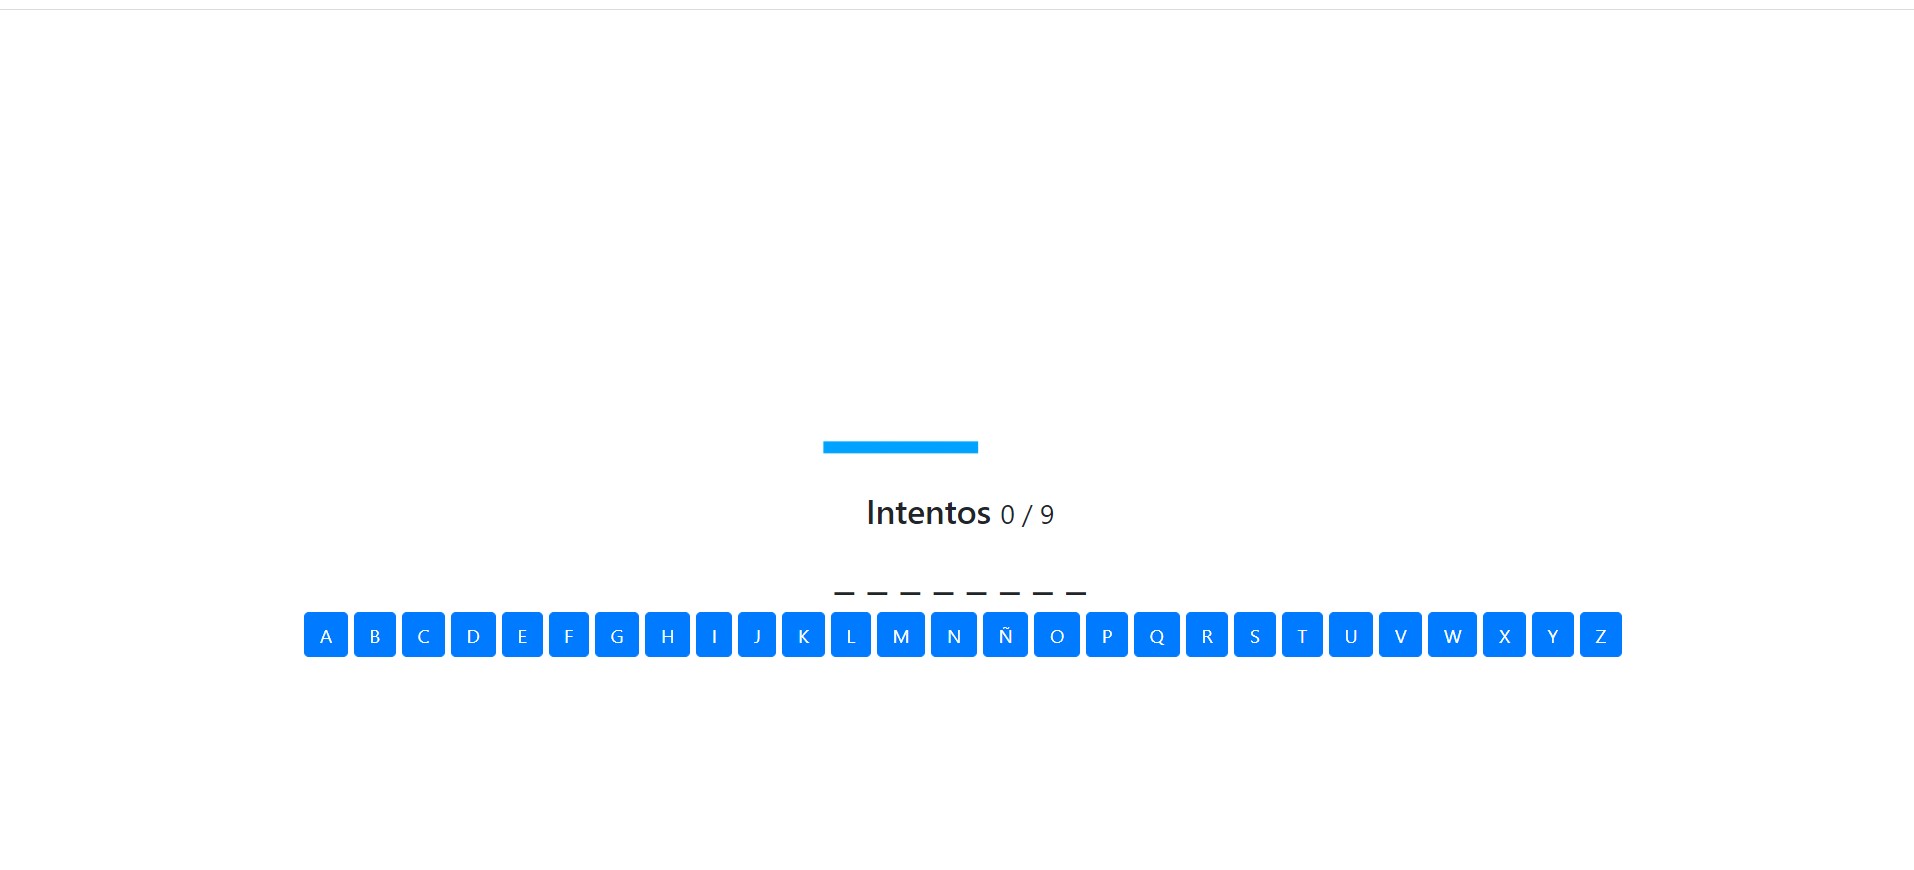 Intentos 0 / 9
_ _ _ _ _ _ _ _
A B C D E F G H I J K L M N Ñ O P Q R S T U V W X Y Z